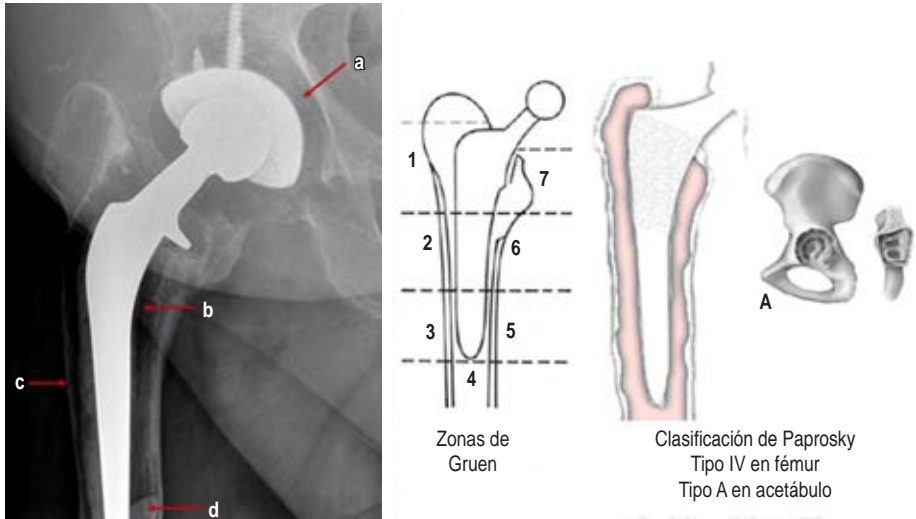 a
b
c
d
1
2
3
4
5
6
7
A
Zonas de
Gruen
Clasificación de Paprosky
Tipo IV en fémur
Tipo A en acetábulo